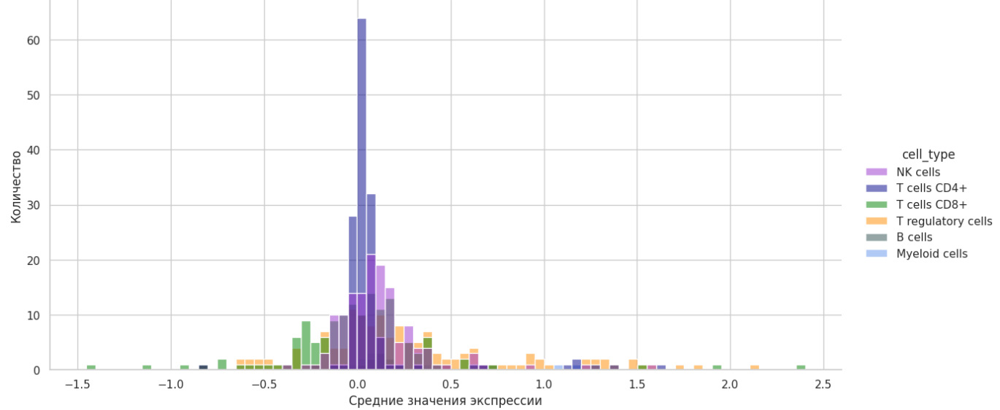 60
50
40
30
20
10
0
Количество
−1.5 −1.0 −0.5 0.0 0.5 1.0 1.5 2.0 2.5
Средние значения экспрессии
cell_type
NK cells
T cells CD4+
T cells CD8+
T regulatory cells
B cells
Myeloid cells